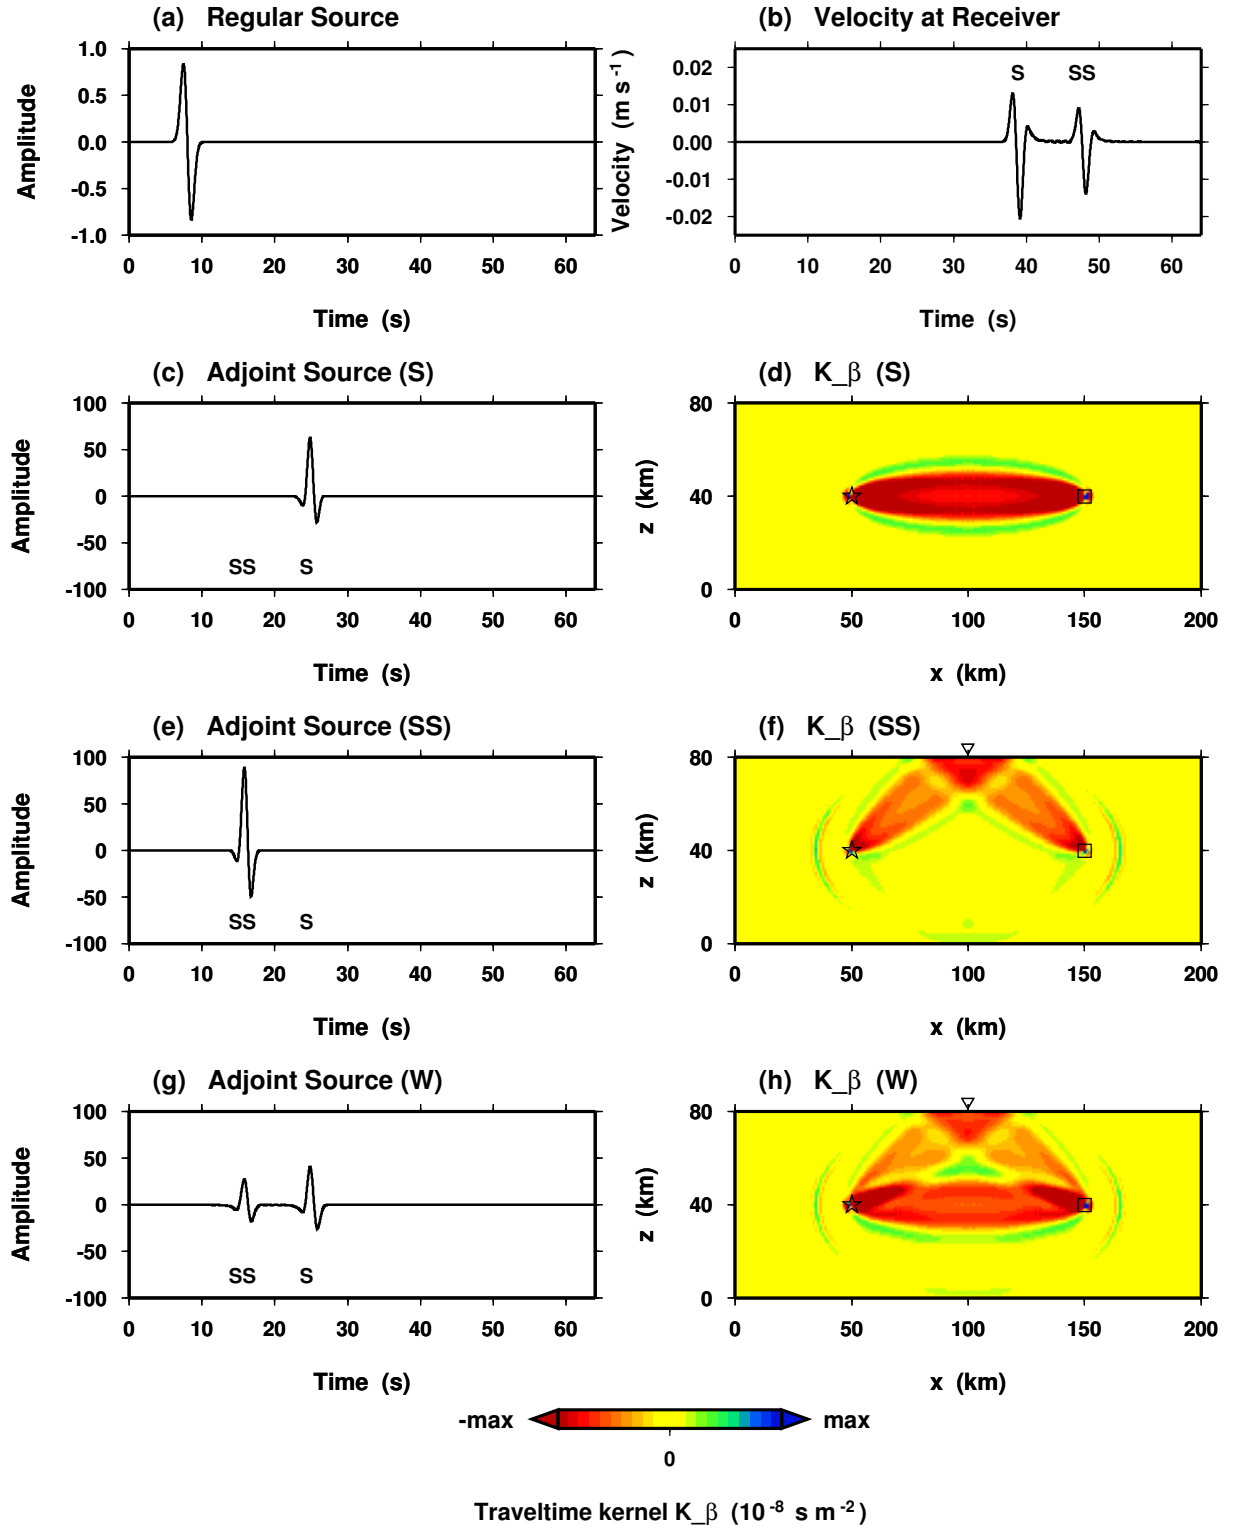 (a) Regular Source
(b) Velocity at Receiver
Amplitude
1.0
0.5
0.0
-0.5
-1.0
0 10 20 30 40 50 60
Time (s)
Velocity (m s -1)
0.02
0.01
0.00
-0.01
-0.02
S SS
0 10 20 30 40 50 60
Time (s)
(c) Adjoint Source (S)
Amplitude
100
50
0
-50
-100
SS S
0 10 20 30 40 50 60
Time (s)
(d) K_β (S)
z (km)
80
40
0
0 50 100 150 200
x (km)
(e) Adjoint Source (SS)
Amplitude
100
50
0
-50
-100
SS S
0 10 20 30 40 50 60
Time (s)
(f) K_β (SS)
z (km)
80
40
0
0 50 100 150 200
x (km)
(g) Adjoint Source (W)
Amplitude
100
50
0
-50
-100
SS S
0 10 20 30 40 50 60
Time (s)
(h) K_β (W)
z (km)
80
40
0
0 50 100 150 200
x (km)
-max max
0
Traveltime kernel K_β (10 -8 s m -2)